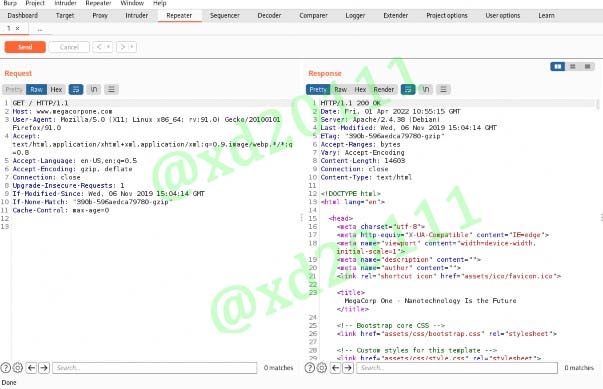 Burp Project Intruder Repeater Window Help
Dashboard Target Proxy Intruder Repeater Sequencer Decoder Comparer Logger Extender Project options User options Learn
1 × ...
Send Cancel < >
Request
Response
Pretty Raw Hex \n
Pretty Raw Hex Render \n
1 GET / HTTP/1.1
2 Host: www.megacorpone.com
3 User-Agent: Mozilla/5.0 (X11; Linux x86_64; rv:91.0) Gecko/20100101
Firefox/91.0
4 Accept:
text/html,application/xhtml+xml,application/xml;q=0.9,image/webp,*/*;q
=0.8
5 Accept-Language: en-US,en;q=0.5
6 Accept-Encoding: gzip, deflate
7 Connection: close
8 Upgrade-Insecure-Requests: 1
9 If-Modified-Since: Wed, 06 Nov 2019 15:04:14 GMT
10 If-None-Match: "390b-596aedca79780-gzip"
11 Cache-Control: max-age=0
12
13
1 HTTP/1.1 200 OK
2 Date: Fri, 01 Apr 2022 10:55:15 GMT
3 Server: Apache/2.4.38 (Debian)
4 Last-Modified: Wed, 06 Nov 2019 15:04:14 GMT
5 ETag: "390b-596aedca79780-gzip"
6 Accept-Ranges: bytes
7 Vary: Accept-Encoding
8 Content-Length: 14603
9 Connection: close
10 Content-Type: text/html
11
12 <!DOCTYPE html>
13 <html lang="en">
14
15 <head>
16 <meta charset="utf-8">
17 <meta http-equiv="X-UA-Compatible" content="IE=edge">
18 <meta name="viewport" content="width=device-width,
initial-scale=1">
19 <meta name="description" content="">
20 <meta name="author" content="">
21 <link rel="shortcut icon" href="assets/ico/favicon.ico">
22
23 <title>
MegaCorp One - Nanotechnology Is the Future
</title>
24
25 <!-- Bootstrap core CSS -->
26 <link href="assets/css/bootstrap.css" rel="stylesheet">
27
28 <!-- Custom styles for this template -->
29 <link href="assets/css/style.css" rel="stylesheet">
@xd20111
@xd20111
Search... 0 matches
Search... 0 matches
Done